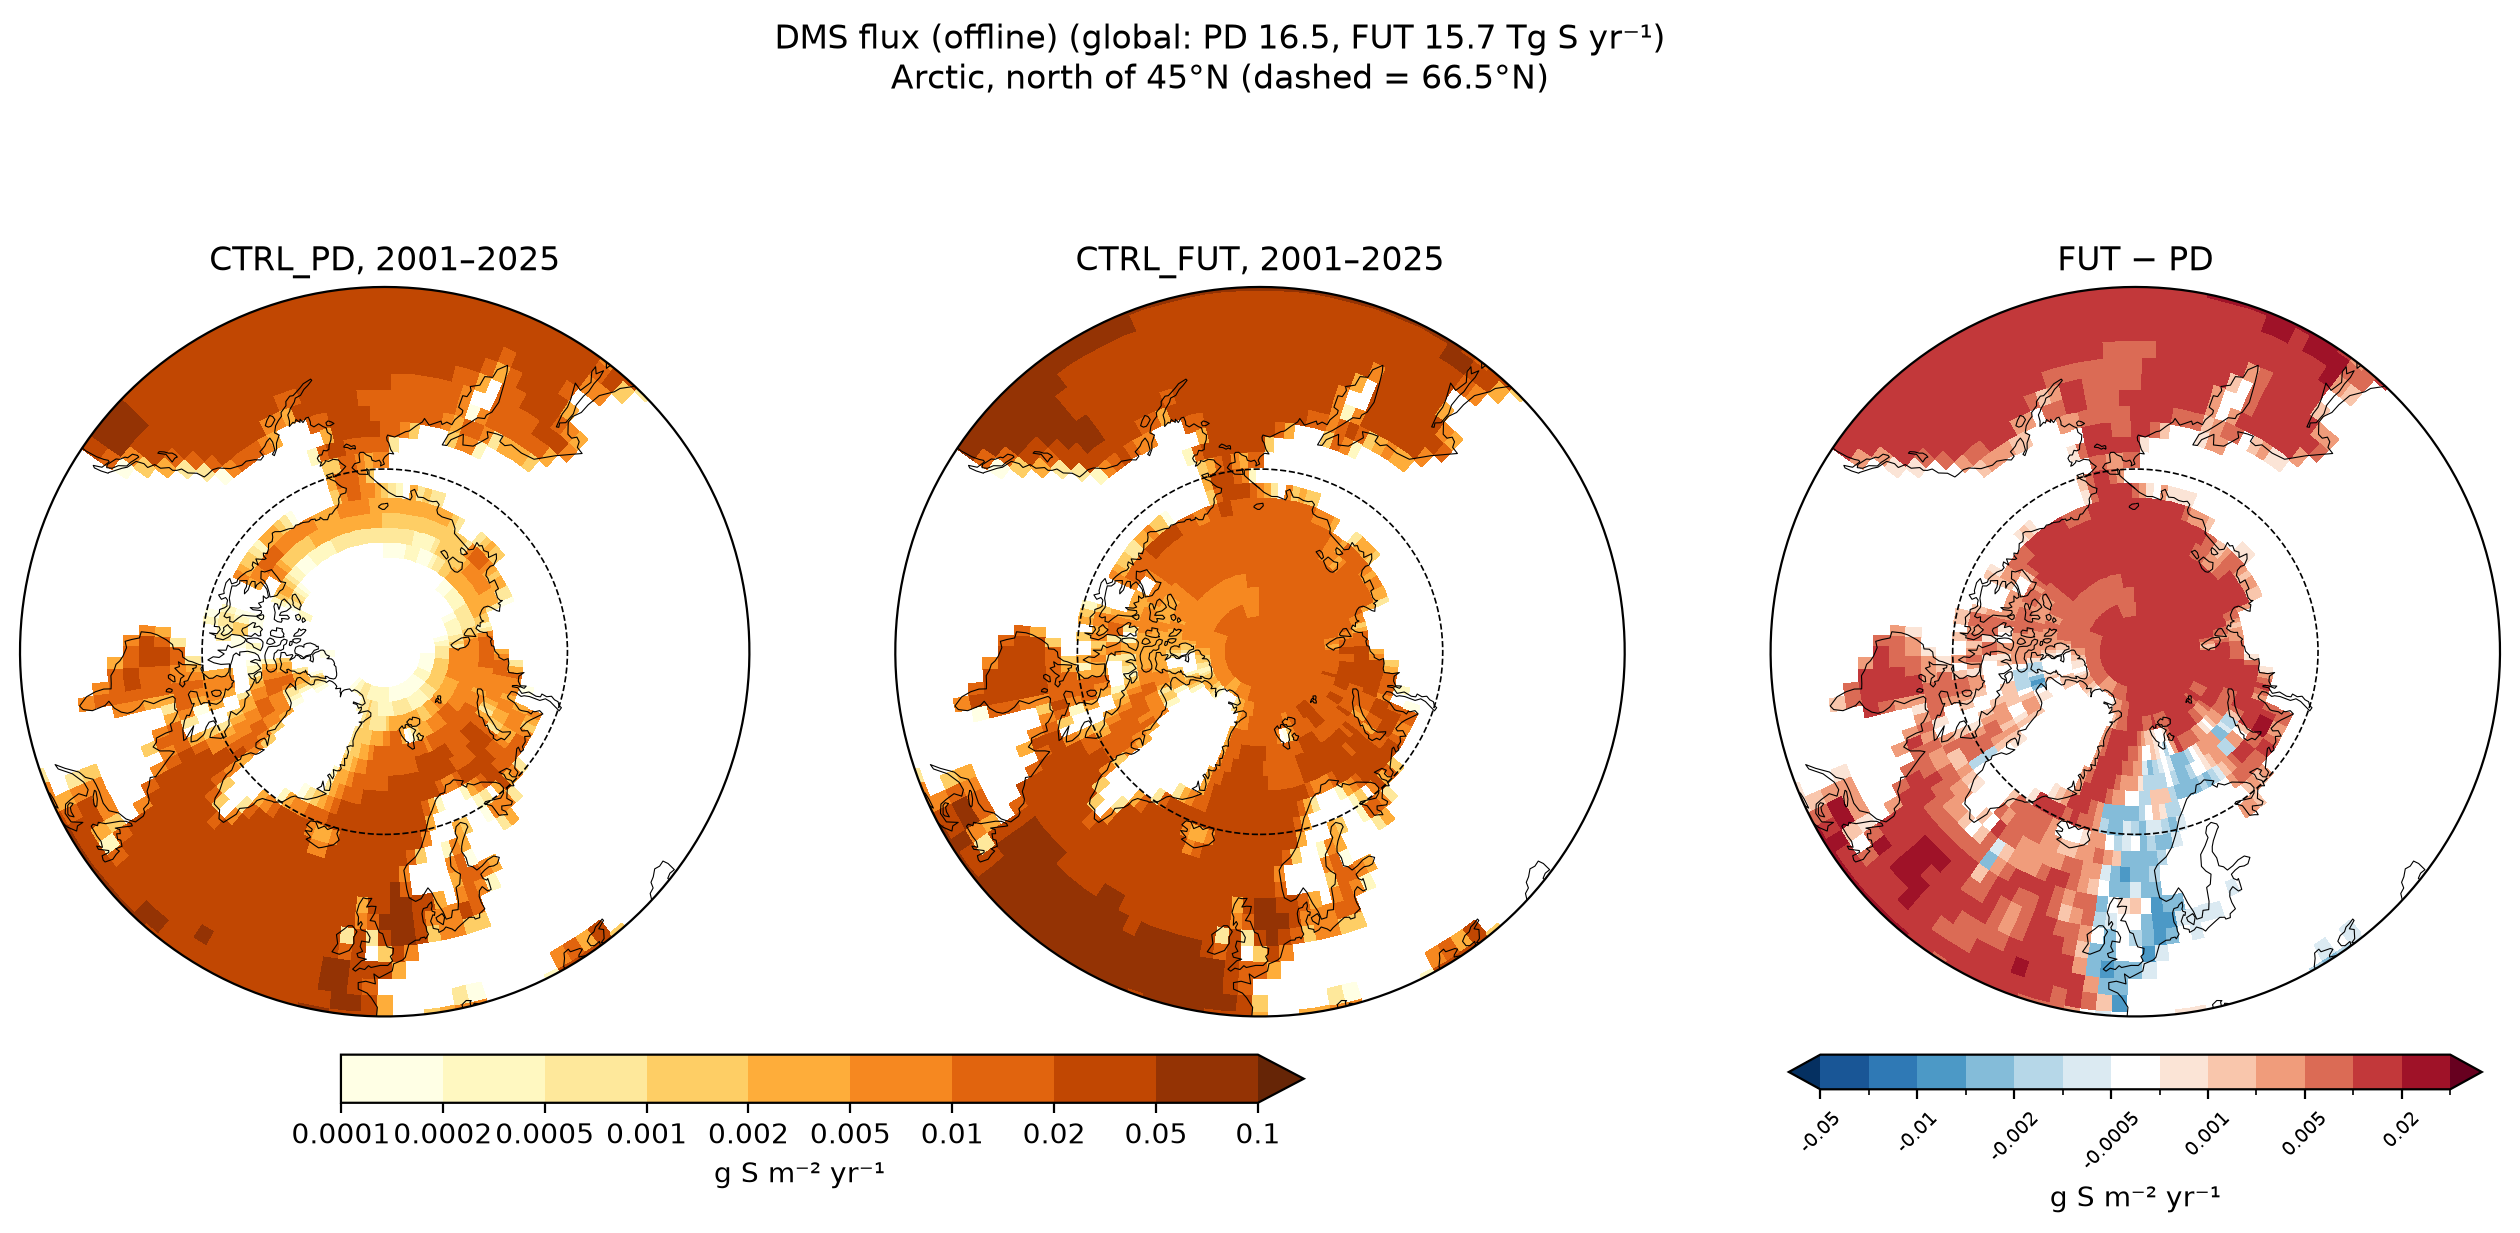 DMS flux (offline) (global: PD 16.5, FUT 15.7 Tg S yr⁻¹)
Arctic, north of 45°N (dashed = 66.5°N)
CTRL_PD, 2001–2025
CTRL_FUT, 2001–2025
FUT − PD
0.0001 0.0002 0.0005 0.001 0.002 0.005 0.01 0.02 0.05 0.1
g S m⁻² yr⁻¹
-0.05 -0.01 -0.002 -0.0005 0.001 0.005 0.02
g S m⁻² yr⁻¹